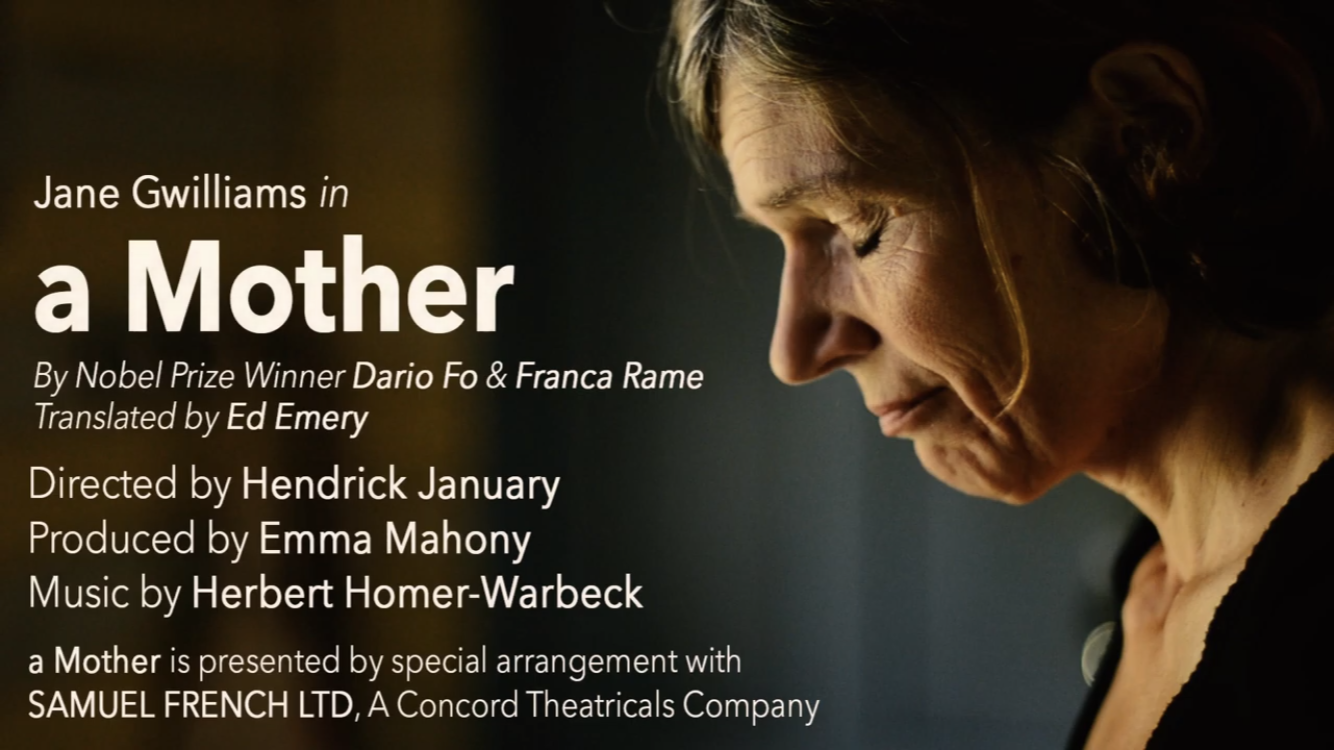 Jane Gwilliams in
a Mother
By Nobel Prize Winner Dario Fo & Franca Rame
Translated by Ed Emery
Directed by Hendrick January
Produced by Emma Mahony
Music by Herbert Homer-Warbeck
a Mother is presented by special arrangement with
SAMUEL FRENCH LTD, A Concord Theatricals Company